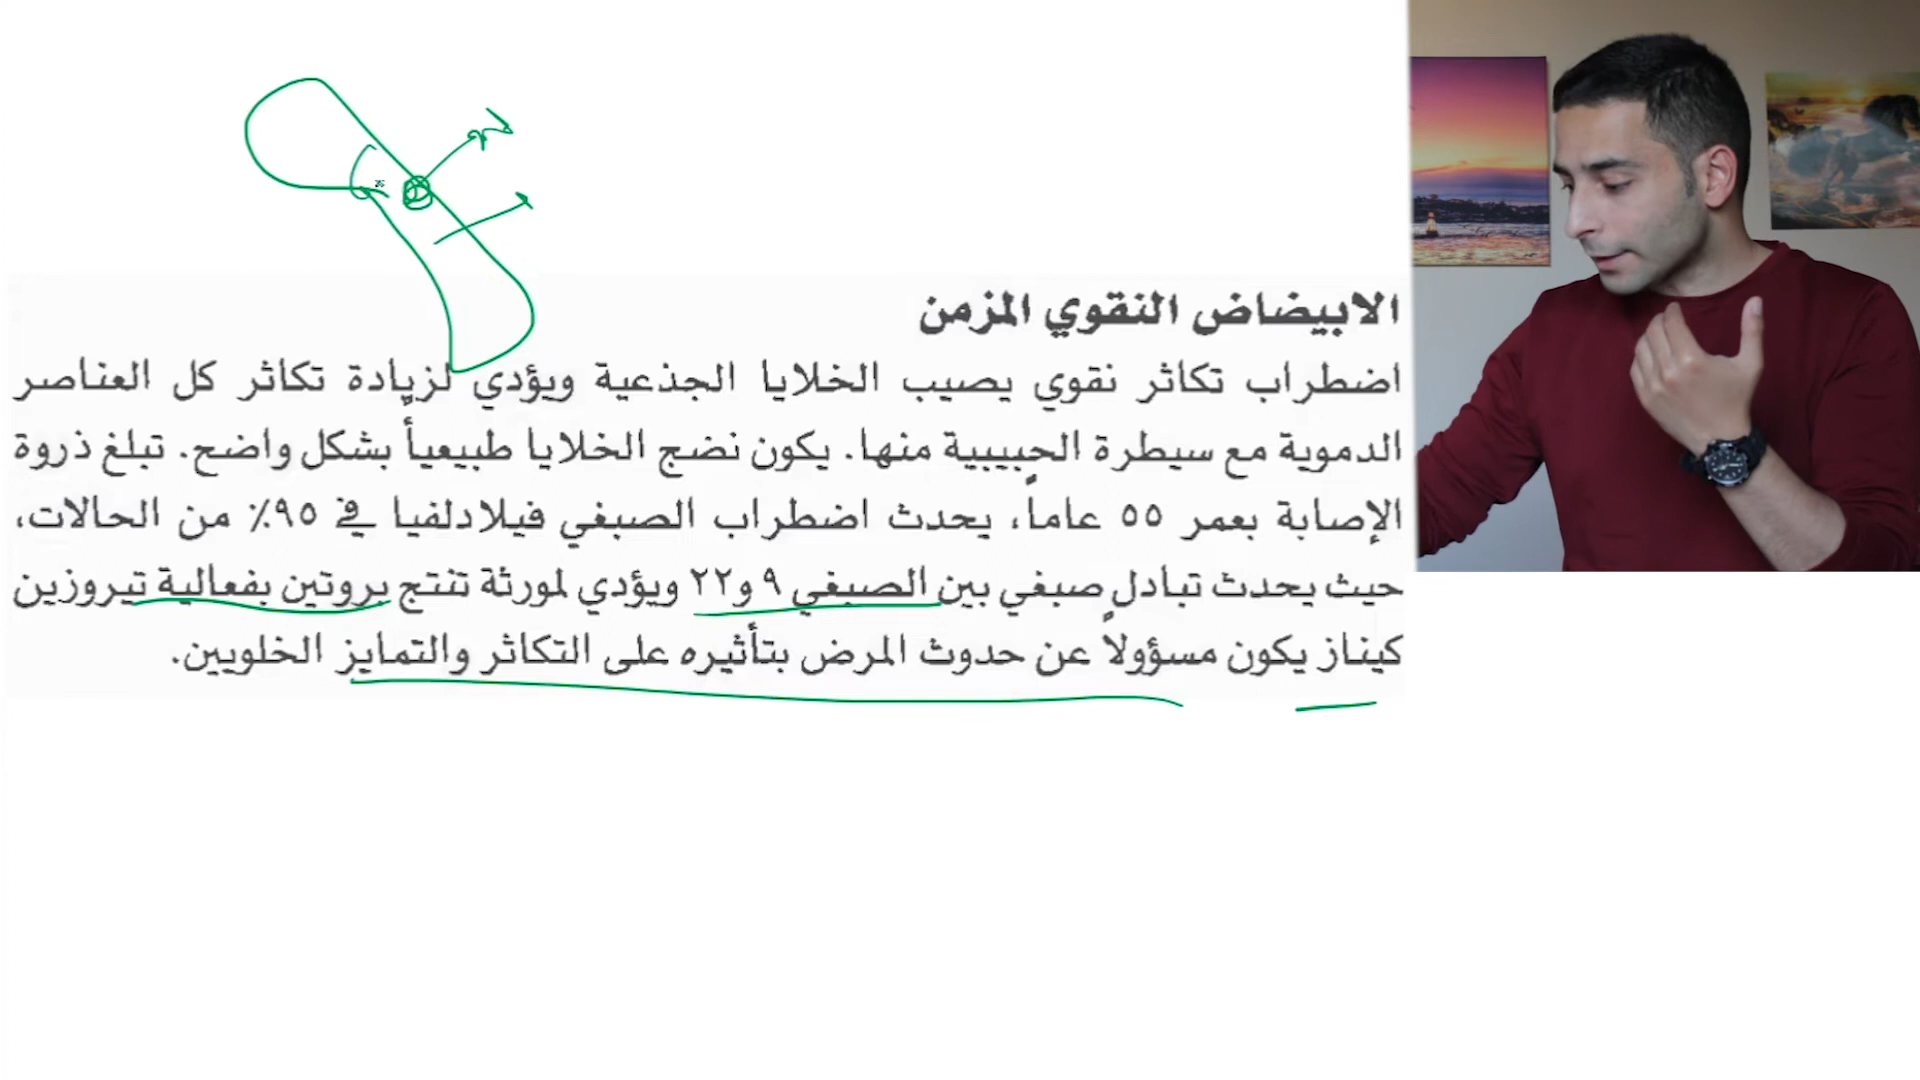 الابيضاض النقوي المزمن
اضطراب تكاثر نقوي يصيب الخلايا الجذعية ويؤدي لزيادة تكاثر كل العناصر
الدموية مع سيطرة الحبيبية منها. يكون نضج الخلايا طبيعياً بشكل واضح. تبلغ ذروة
الإصابة بعمر ٥٥ عاماً، يحدث اضطراب الصبغي فيلادلفيا في ٩٥٪ من الحالات،
حيث يحدث تبادل صبغي بين الصبغي ٩ و٢٢ ويؤدي لمورثة تنتج بروتين بفعالية تيروزين
كيناز يكون مسؤولاً عن حدوث المرض بتأثيره على التكاثر والتمايز الخلويين.